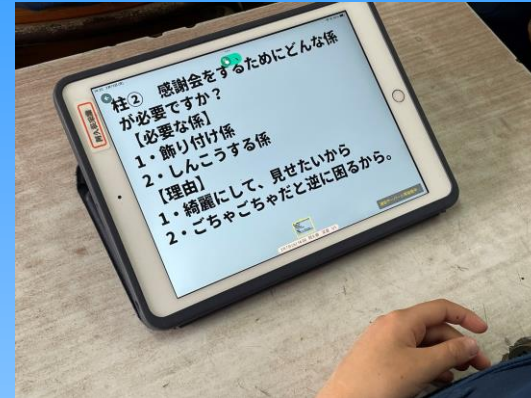 柱② 感謝会をするためにどんな係
が必要ですか？
【必要な係】
1・飾り付け係
2・しんこうする係
【理由】
1・綺麗にして、見せたいから
2・ごちゃごちゃだと逆に困るから。